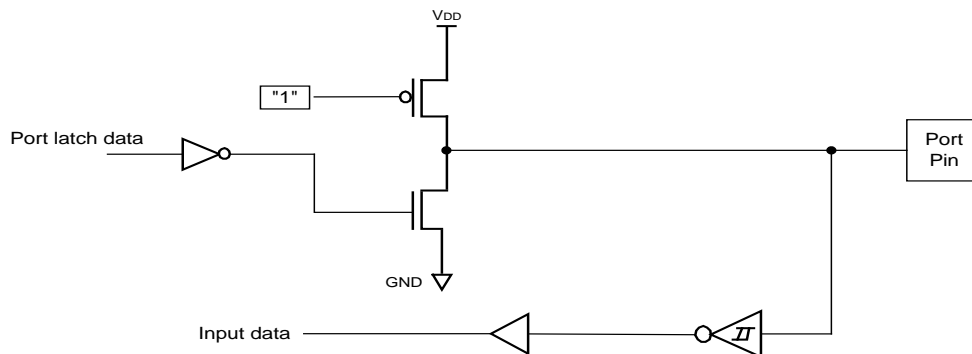 VDD
"1"
Port latch data
Port
Pin
GND
Input data